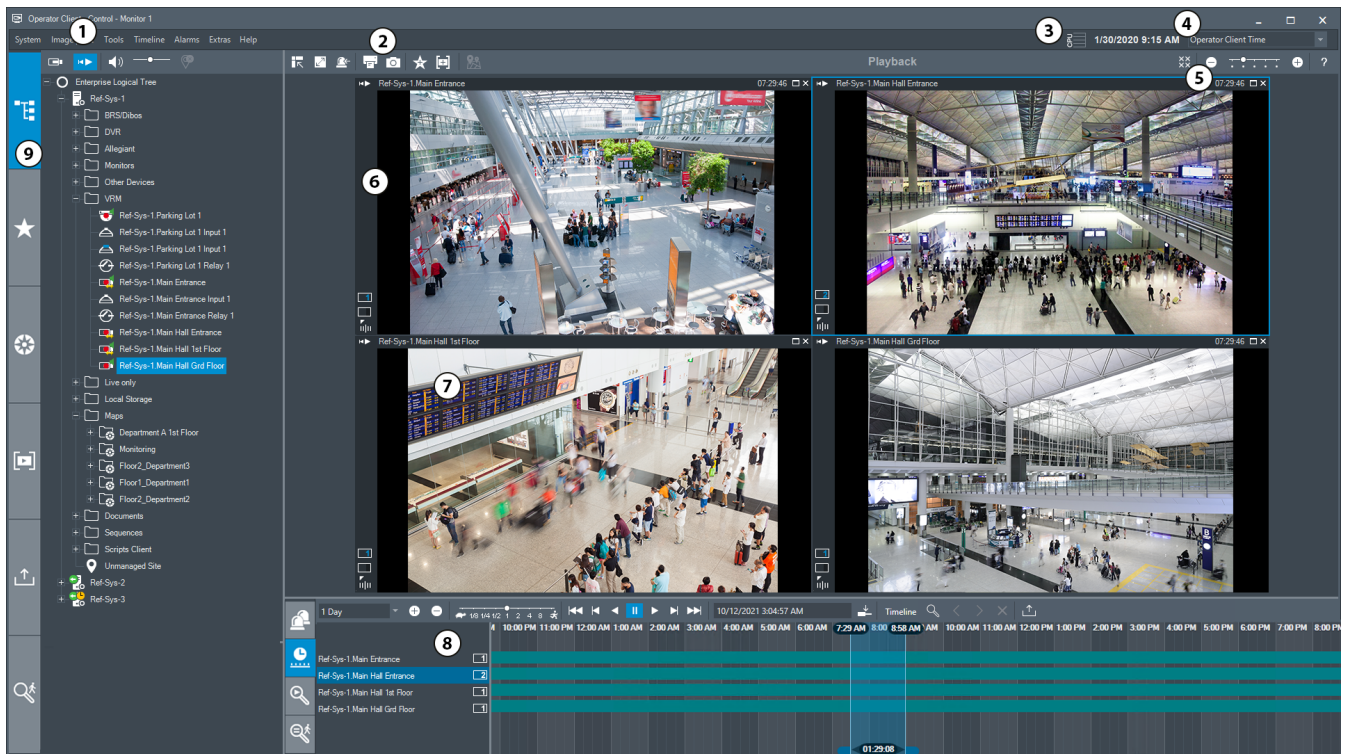 Operator Client - Control - Monitor 1
1
System Image Tools Timeline Alarms Extras Help
2
3
1/30/2020 9:15 AM
4
Operator Client Time
Playback
5
?
Enterprise Logical Tree
Ref-Sys-1
BRS/Dibos
DVR
Allegiant
Monitors
Other Devices
VRM
Ref-Sys-1.Parking Lot 1
Ref-Sys-1.Parking Lot 1 Input 1
Ref-Sys-1.Parking Lot 1 Input 1
Ref-Sys-1.Parking Lot 1 Relay 1
Ref-Sys-1.Main Entrance
Ref-Sys-1.Main Entrance Input 1
Ref-Sys-1.Main Entrance Relay 1
Ref-Sys-1.Main Hall Entrance
Ref-Sys-1.Main Hall 1st Floor
Ref-Sys-1.Main Hall Grd Floor
Live only
Local Storage
Maps
Department A 1st Floor
Monitoring
Floor2_Department3
Floor1_Department1
Floor2_Department2
Documents
Sequences
Scripts Client
Unmanaged Site
Ref-Sys-2
Ref-Sys-3
9
Ref-Sys-1.Main Entrance 07:29:46
6
1
Ref-Sys-1.Main Hall Entrance 07:29:46
2
Ref-Sys-1.Main Hall 1st Floor
7
1
Ref-Sys-1.Main Hall Grd Floor 07:29:46
B
1
1 Day
1/8 1/4 1/2 1 2 4 8
10/12/2021 3:04:57 AM
Timeline
8
10:00 PM 11:00 PM 12:00 AM 1:00 AM 2:00 AM 3:00 AM 4:00 AM 5:00 AM 6:00 AM 7:29 AM 8:00 8:58 AM AM 10:00 AM 11:00 AM 12:00 PM 1:00 PM 2:00 PM 3:00 PM 4:00 PM 5:00 PM 6:00 PM 7:00 PM 8:00 PM
Ref-Sys-1.Main Entrance 1
Ref-Sys-1.Main Hall Entrance 2
Ref-Sys-1.Main Hall 1st Floor 1
Ref-Sys-1.Main Hall Grd Floor 1
01:29:08